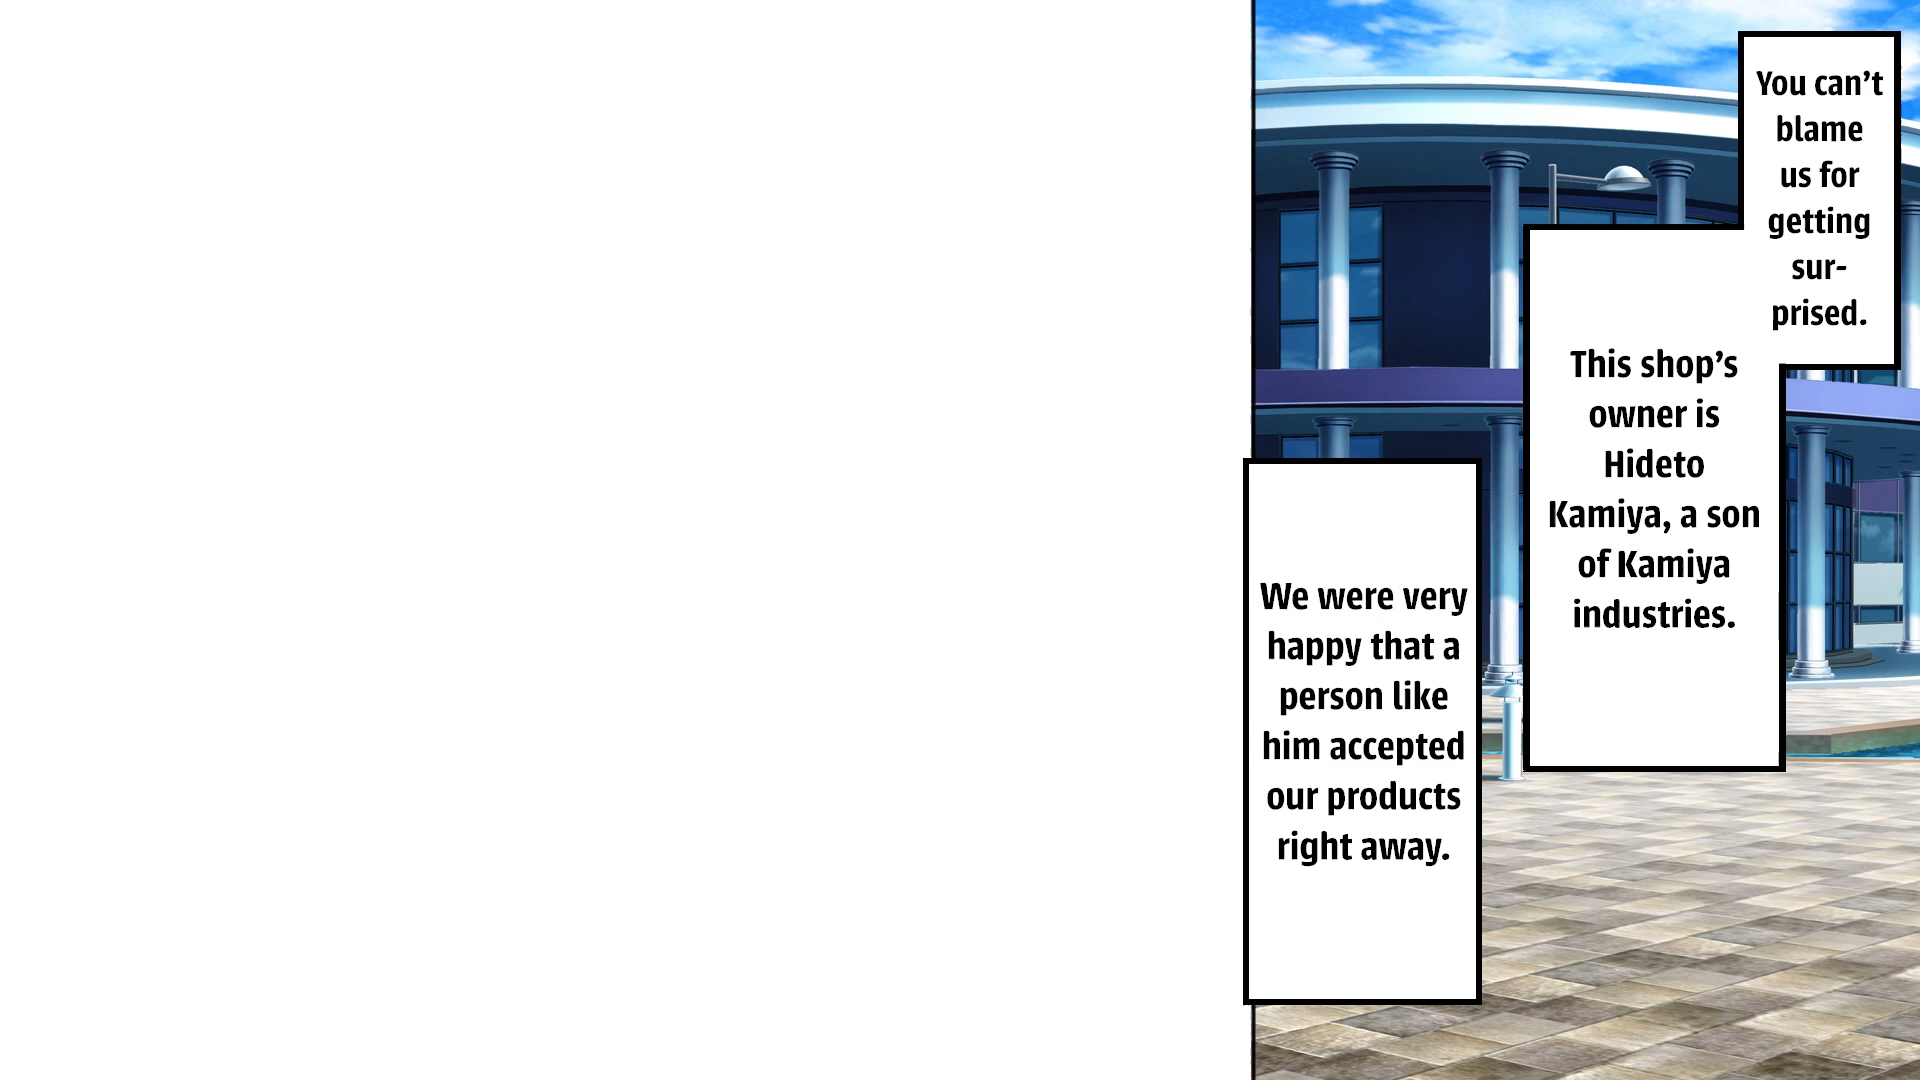 You can’t
blame
us for
getting
sur-
prised.
This shop’s
owner is
Hideto
Kamiya, a son
of Kamiya
industries.
We were very
happy that a
person like
him accepted
our products
right away.